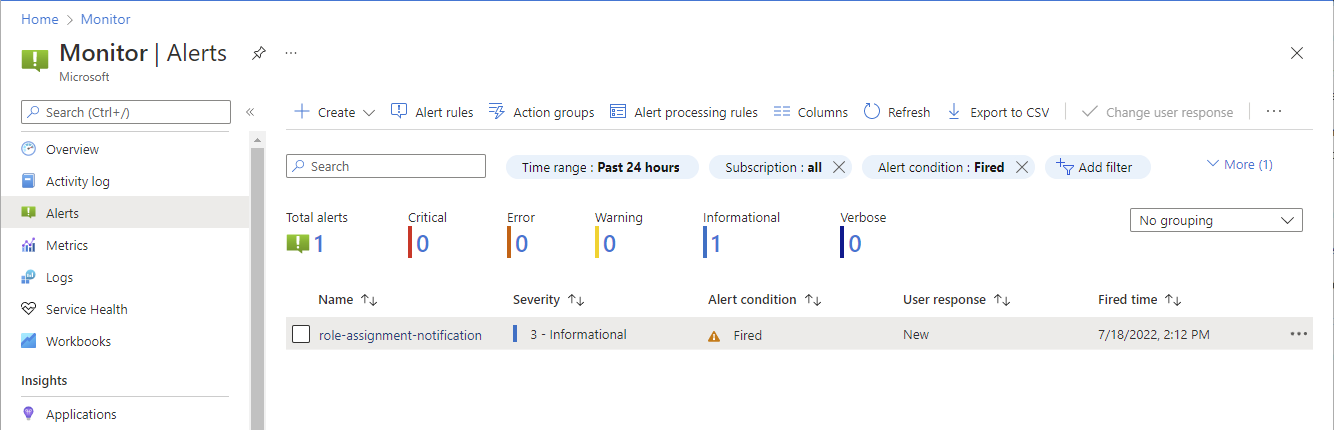 Home > Monitor
Monitor | Alerts ...
Microsoft
Search (Ctrl+/) «
Overview
Activity log
Alerts
Metrics
Logs
Service Health
Workbooks
Insights
Applications
+ Create Alert rules Action groups Alert processing rules Columns Refresh Export to CSV Change user response ...
Search Time range : Past 24 hours Subscription : all Alert condition : Fired Add filter More (1)
Total alerts Critical Error Warning Informational Verbose
1 0 0 0 1 0
No grouping
Name Severity Alert condition User response Fired time
role-assignment-notification 3 - Informational Fired New 7/18/2022, 2:12 PM ...